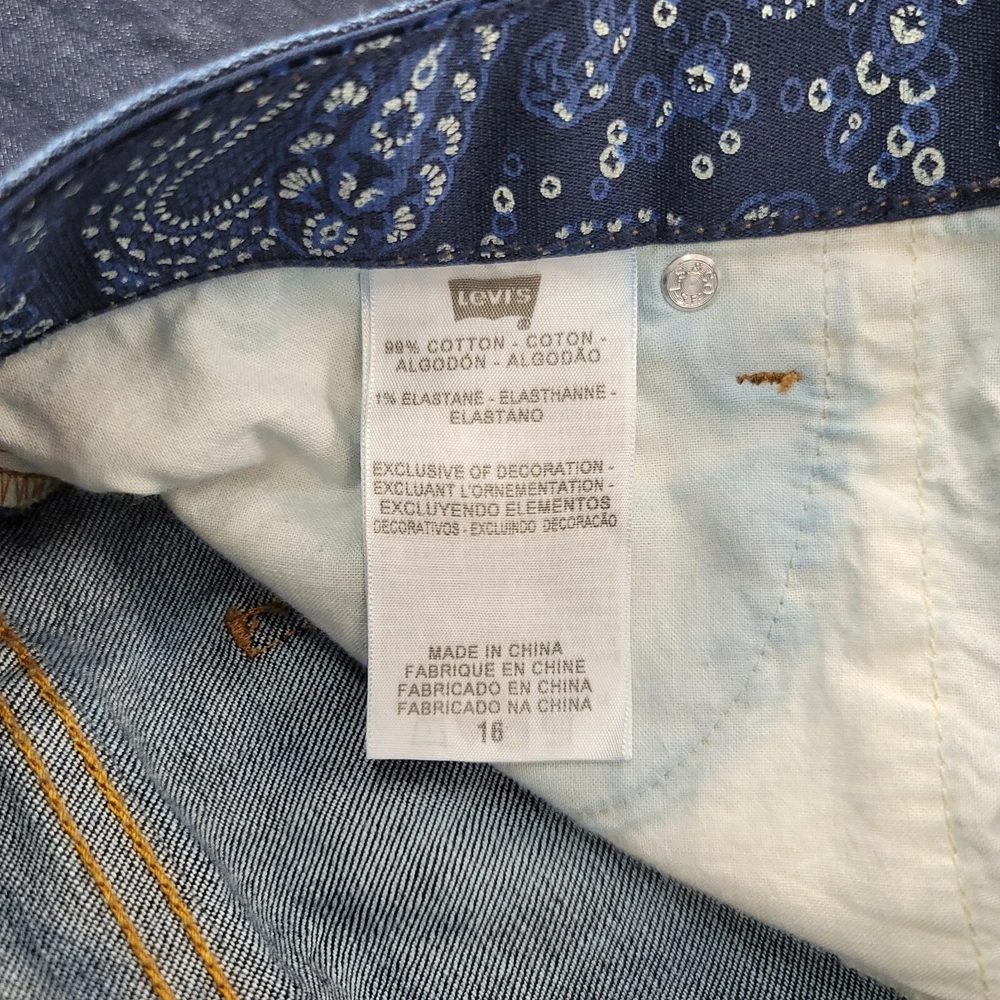 LEVI'S
®
99% COTTON - COTON -
ALGODÓN - ALGODÃO
1% ELASTANE - ELASTHANNE -
ELASTANO
EXCLUSIVE OF DECORATION -
EXCLUANT L'ORNEMENTATION -
EXCLUYENDO ELEMENTOS
DECORATIVOS - EXCLUINDO DECORACÃO
MADE IN CHINA
FABRIQUE EN CHINE
FABRICADO EN CHINA
FABRICADO NA CHINA
16